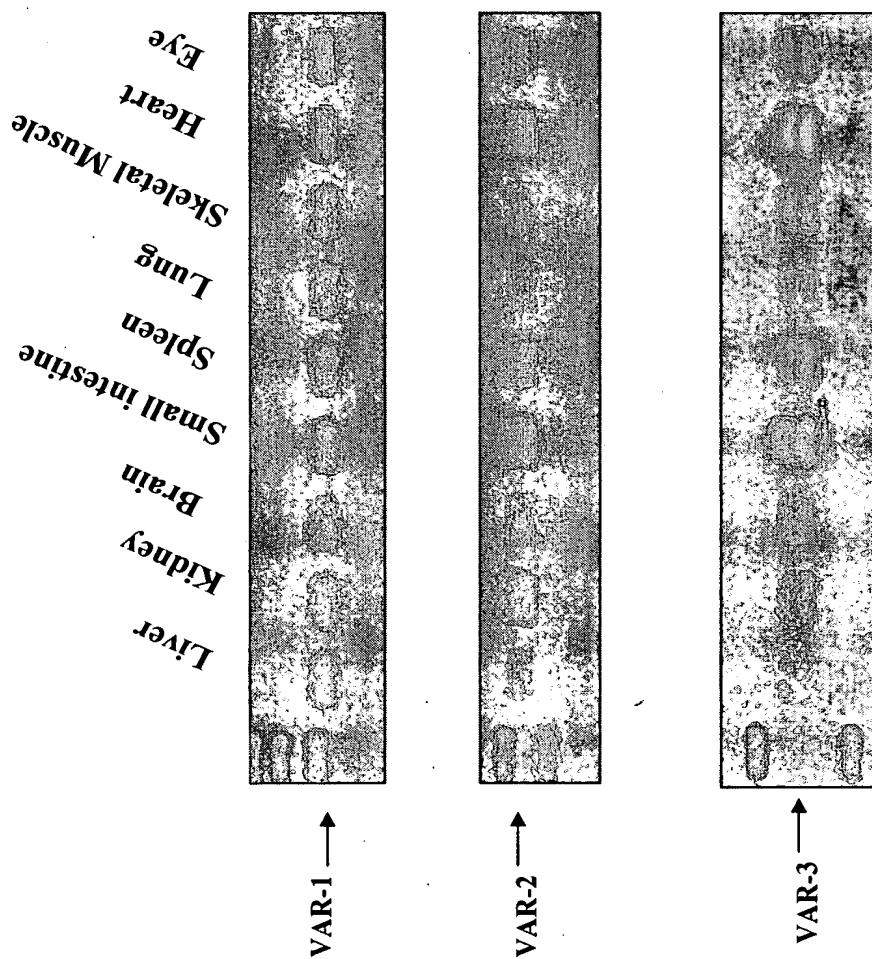 Liver
Kidney
Brain
Small intestine
Spleen
Lung
Skeletal Muscle
Heart
Eye
VAR-1
VAR-2
VAR-3